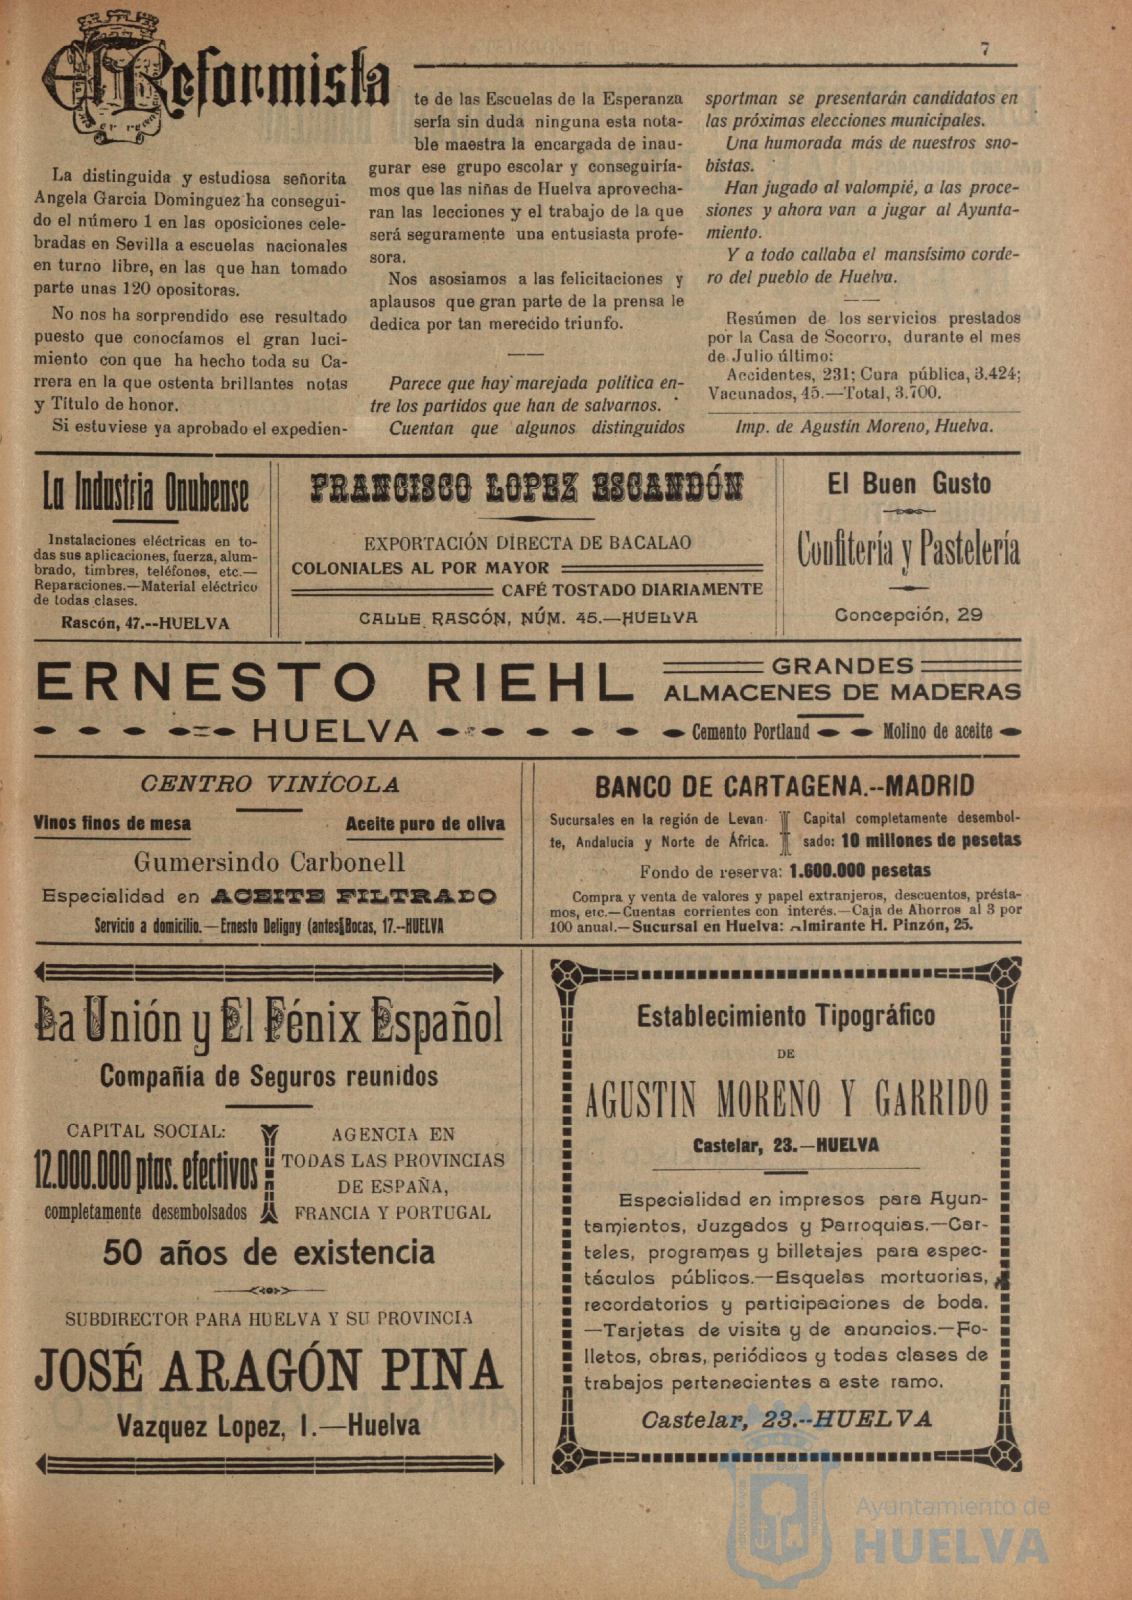 El Reformista
7
La distinguida y estudiosa señorita
Angela Garcia Dominguez ha consegui-
do el número 1 en las oposiciones cele-
bradas en Sevilla a escuelas nacionales
en turno libre, en las que han tomado
parte unas 120 opositoras.
No nos ha sorprendido ese resultado
puesto que conocíamos el gran luci-
miento con que ha hecho toda su Ca-
rrera en la que ostenta brillantes notas
y Título de honor.
Si estuviese ya aprobado el expedien-
te de las Escuelas de la Esperanza
sería sin duda ninguna esta nota-
ble maestra la encargada de inau-
gurar ese grupo escolar y conseguiría-
mos que las niñas de Huelva aprovecha-
ran las lecciones y el trabajo de la que
será seguramente una entusiasta profe-
sora.
Nos asosiamos a las felicitaciones y
aplausos que gran parte de la prensa le
dedica por tan merecido triunfo.
Parece que hay marejada política en-
tre los partidos que han de salvarnos.
Cuentan que algunos distinguidos
sportman se presentarán candidatos en
las próximas elecciones municipales.
Una humorada más de nuestros sno-
bistas.
Han jugado al valompié, a las proce-
siones y ahora van a jugar al Ayunta-
miento.
Y a todo callaba el mansísimo corde-
ro del pueblo de Huelva.
Resúmen de los servicios prestados
por la Casa de Socorro, durante el mes
de Julio último:
Accidentes, 231; Cura pública, 3.424;
Vacunados, 45.—Total, 3.700.
Imp. de Agustín Moreno, Huelva.
La Industria Onubense
Instalaciones eléctricas en to-
das sus aplicaciones, fuerza, alum-
brado, timbres, teléfonos, etc.—
Reparaciones.—Material eléctrico
de todas clases.
Rascón, 47.--HUELVA
FRANCISCO LOPEZ ESCANDÓN
EXPORTACIÓN DIRECTA DE BACALAO
COLONIALES AL POR MAYOR
CAFÉ TOSTADO DIARIAMENTE
CALLE RASCÓN, NÚM. 45.—HUELVA
El Buen Gusto
Confitería y Pastelería
Concepción, 29
ERNESTO RIEHL
HUELVA
GRANDES
ALMACENES DE MADERAS
Cemento Portland
Molino de aceite
CENTRO VINÍCOLA
Vinos finos de mesa
Aceite puro de oliva
Gumersindo Carbonell
Especialidad en ACEITE FILTRADO
Servicio a domicilio.—Ernesto Deligny (antes Bocas, 17.--HUELVA
BANCO DE CARTAGENA.--MADRID
Sucursales en la región de Levan-
te, Andalucia y Norte de África.
Capital completamente desembol-
sado: 10 millones de pesetas
Fondo de reserva: 1.600.000 pesetas
Compra y venta de valores y papel extranjeros, descuentos, présta-
mos, etc.—Cuentas corrientes con interés.—Caja de Ahorros al 3 por
100 anual.—Sucursal en Huelva: Almirante H. Pinzón, 25.
La Unión y El Fénix Español
Compañía de Seguros reunidos
CAPITAL SOCIAL:
12.000.000 ptas. efectivos
completamente desembolsados
AGENCIA EN
TODAS LAS PROVINCIAS
DE ESPAÑA,
FRANCIA Y PORTUGAL
50 años de existencia
SUBDIRECTOR PARA HUELVA Y SU PROVINCIA
JOSÉ ARAGÓN PINA
Vazquez Lopez, 1.—Huelva
Establecimiento Tipográfico
DE
AGUSTIN MORENO Y GARRIDO
Castelar, 23.—HUELVA
Especialidad en impresos para Ayun-
tamientos, Juzgados y Parroquias.—Car-
teles, programas y billetajes para espec-
táculos públicos.—Esquelas mortuorias,
recordatorios y participaciones de boda.
—Tarjetas de visita y de anuncios.—Fo-
lletos, obras, periódicos y todas clases de
trabajos pertenecientes a este ramo.
Castelar, 23.--HUELVA
Ayuntamiento de
HUELVA